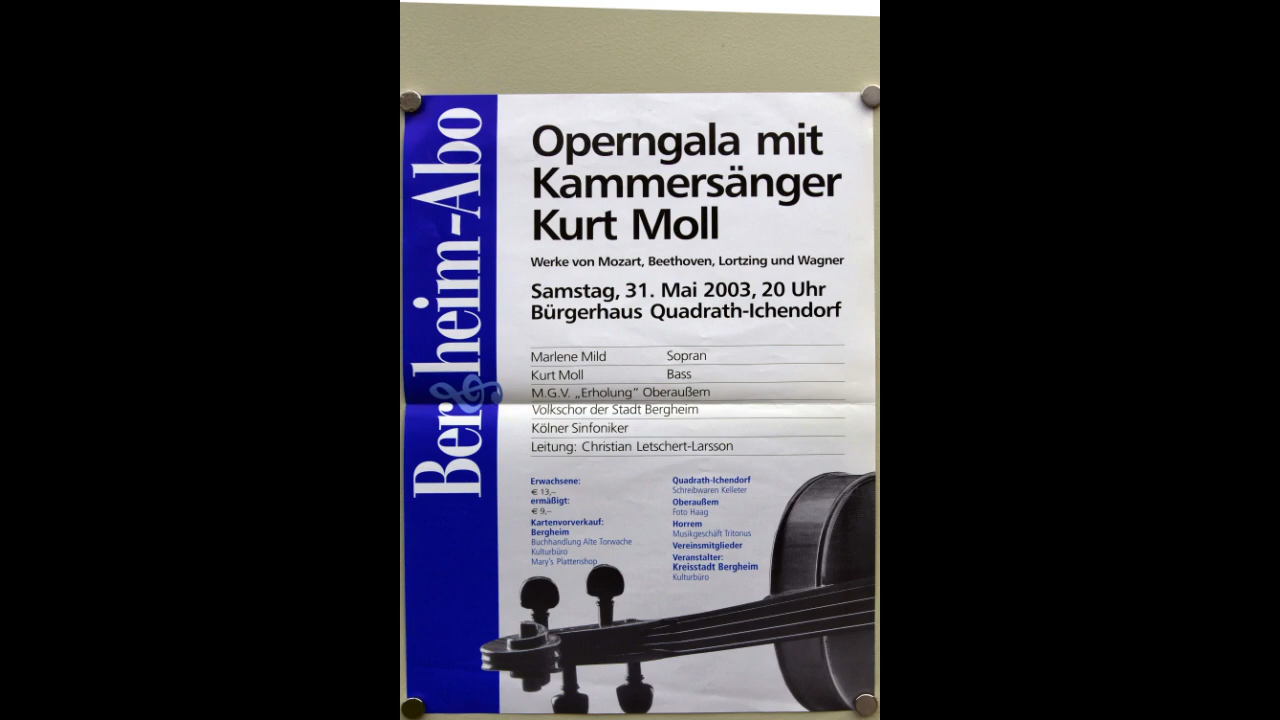 Berg&heim-Abo
Operngala mit
Kammersänger
Kurt Moll
Werke von Mozart, Beethoven, Lortzing und Wagner
Samstag, 31. Mai 2003, 20 Uhr
Bürgerhaus Quadrath-Ichendorf
Marlene Mild Sopran
Kurt Moll Bass
M.G.V. „Erholung“ Oberaußem
Volkschor der Stadt Bergheim
Kölner Sinfoniker
Leitung: Christian Letschert-Larsson
Erwachsene:
€ 13,–
ermäßigt:
€ 9,–
Kartenvorverkauf:
Bergheim
Buchhandlung Alte Torwache
Kulturbüro
Mary's Plattenshop
Quadrath-Ichendorf
Schreibwaren Kelleter
Oberaußem
Foto Haag
Horrem
Musikgeschäft Tritonus
Vereinsmitglieder
Veranstalter:
Kreisstadt Bergheim
Kulturbüro